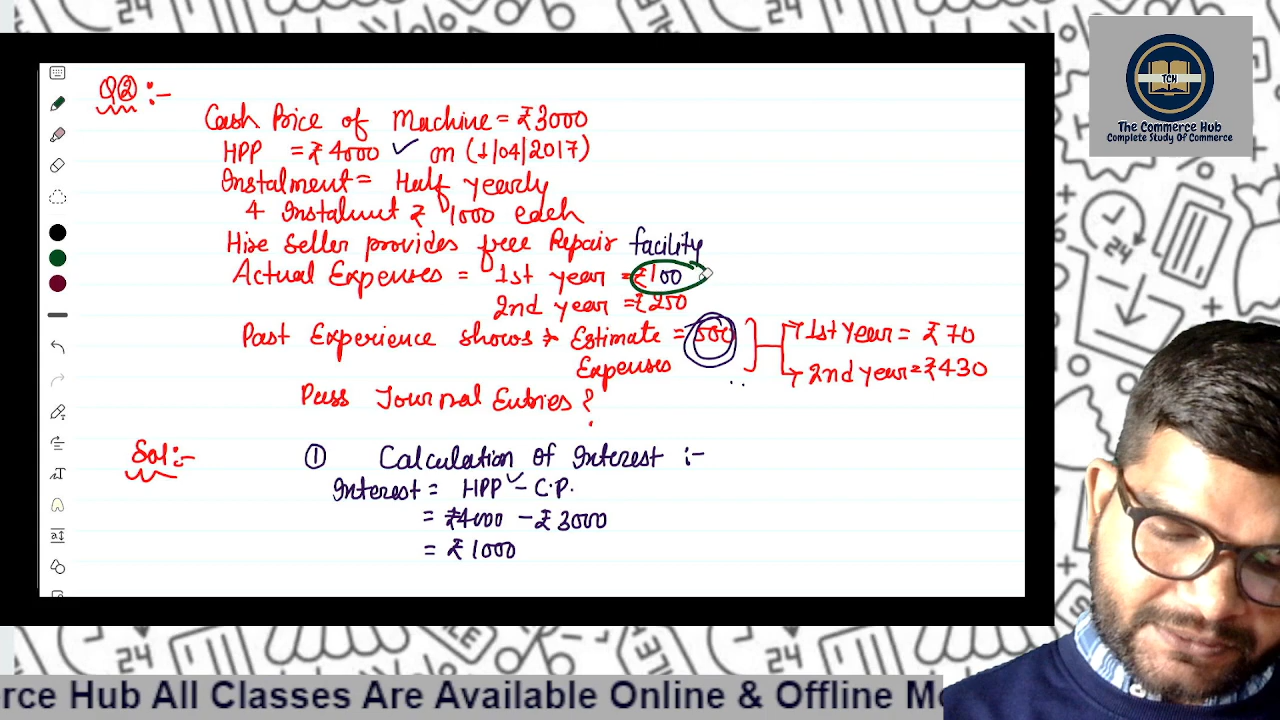 Q② :-
Cash Price of Machine = ₹3000
HPP = ₹4000 ✓ on (1/04/2017)
Instalment = Half yearly
4 Instalment ₹ 1000 each
Hire Seller provides free Repair facility
Actual Expenses = 1st year = ₹100
2nd year = ₹250
Past Experience shows → Estimate Expenses = 500
→ 1st Year = ₹70
→ 2nd year = ₹430
Pass Journal Entries ?
Sol :-
① Calculation of Interest :-
Interest = HPP ✓ - C.P.
= ₹4000 - ₹3000
= ₹1000
TCH
The Commerce Hub
Complete Study Of Commerce
rce Hub All Classes Are Available Online & Offline M